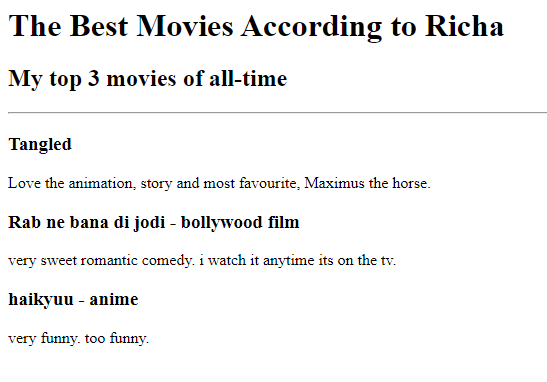 The Best Movies According to Richa
My top 3 movies of all-time
Tangled
Love the animation, story and most favourite, Maximus the horse.
Rab ne bana di jodi - bollywood film
very sweet romantic comedy. i watch it anytime its on the tv.
haikyuu - anime
very funny. too funny.